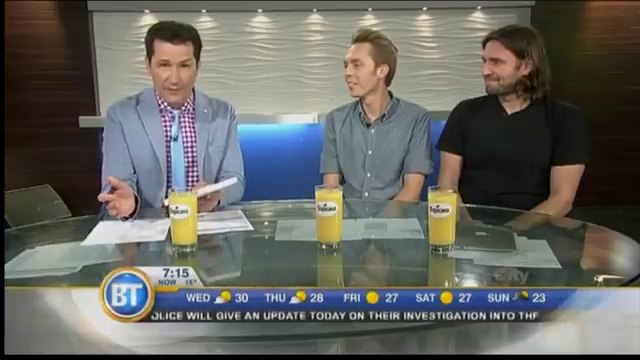 Tropicana
Tropicana
Tropicana
City
7:15
NOW 15°
BT
WED 30 THU 28 FRI 27 SAT 27 SUN 23
OLICE WILL GIVE AN UPDATE TODAY ON THEIR INVESTIGATION INTO THE